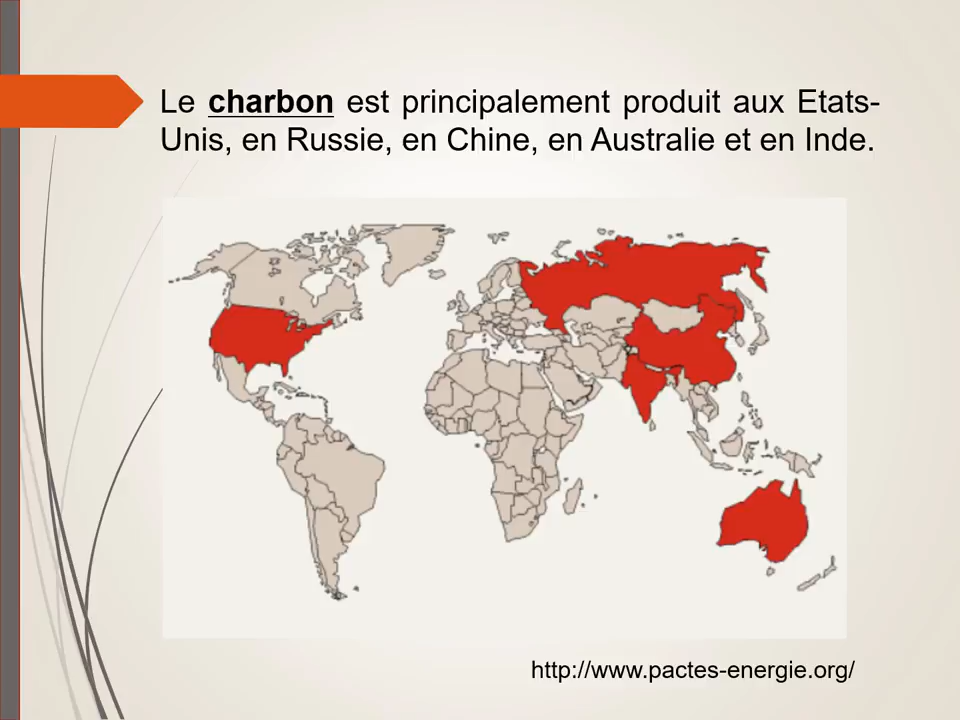 Le charbon est principalement produit aux Etats-
Unis, en Russie, en Chine, en Australie et en Inde.
http://www.pactes-energie.org/